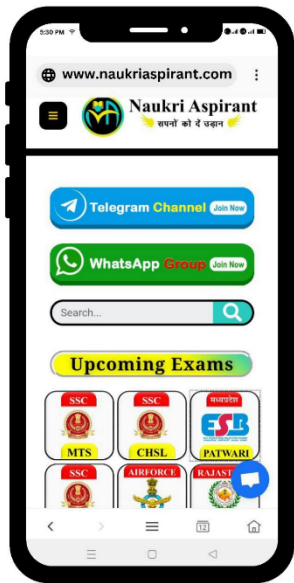 5:30 PM
www.naukriaspirant.com
Naukri Aspirant
सपनों को दें उड़ान
Telegram Channel Join Now
WhatsApp Group Join Now
Search...
Upcoming Exams
SSC
MTS
SSC
CHSL
मध्यप्रदेश
ESB
PATWARI
SSC
AIRFORCE
12